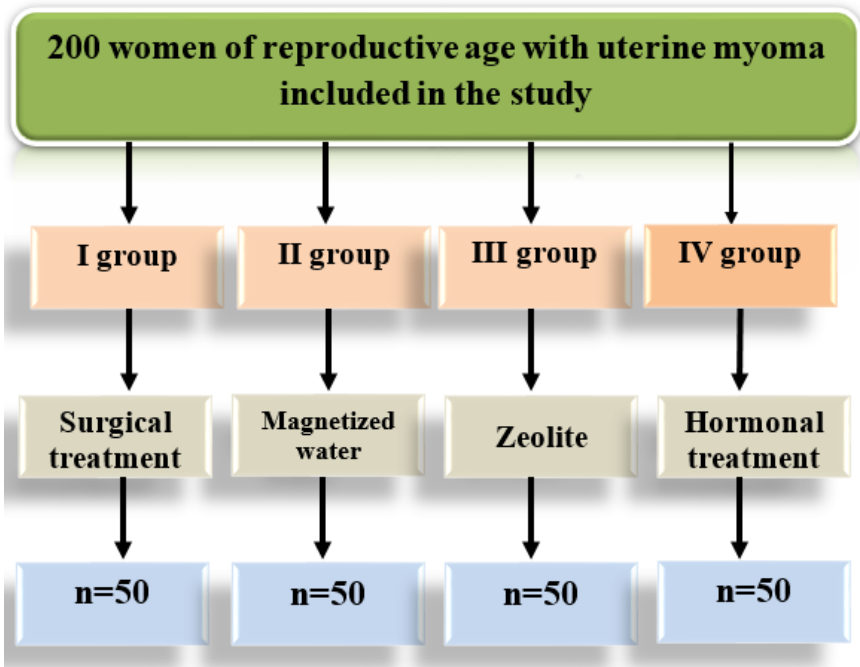 200 women of reproductive age with uterine myoma
included in the study
I group
II group
III group
IV group
Surgical
treatment
Magnetized
water
Zeolite
Hormonal
treatment
n=50
n=50
n=50
n=50